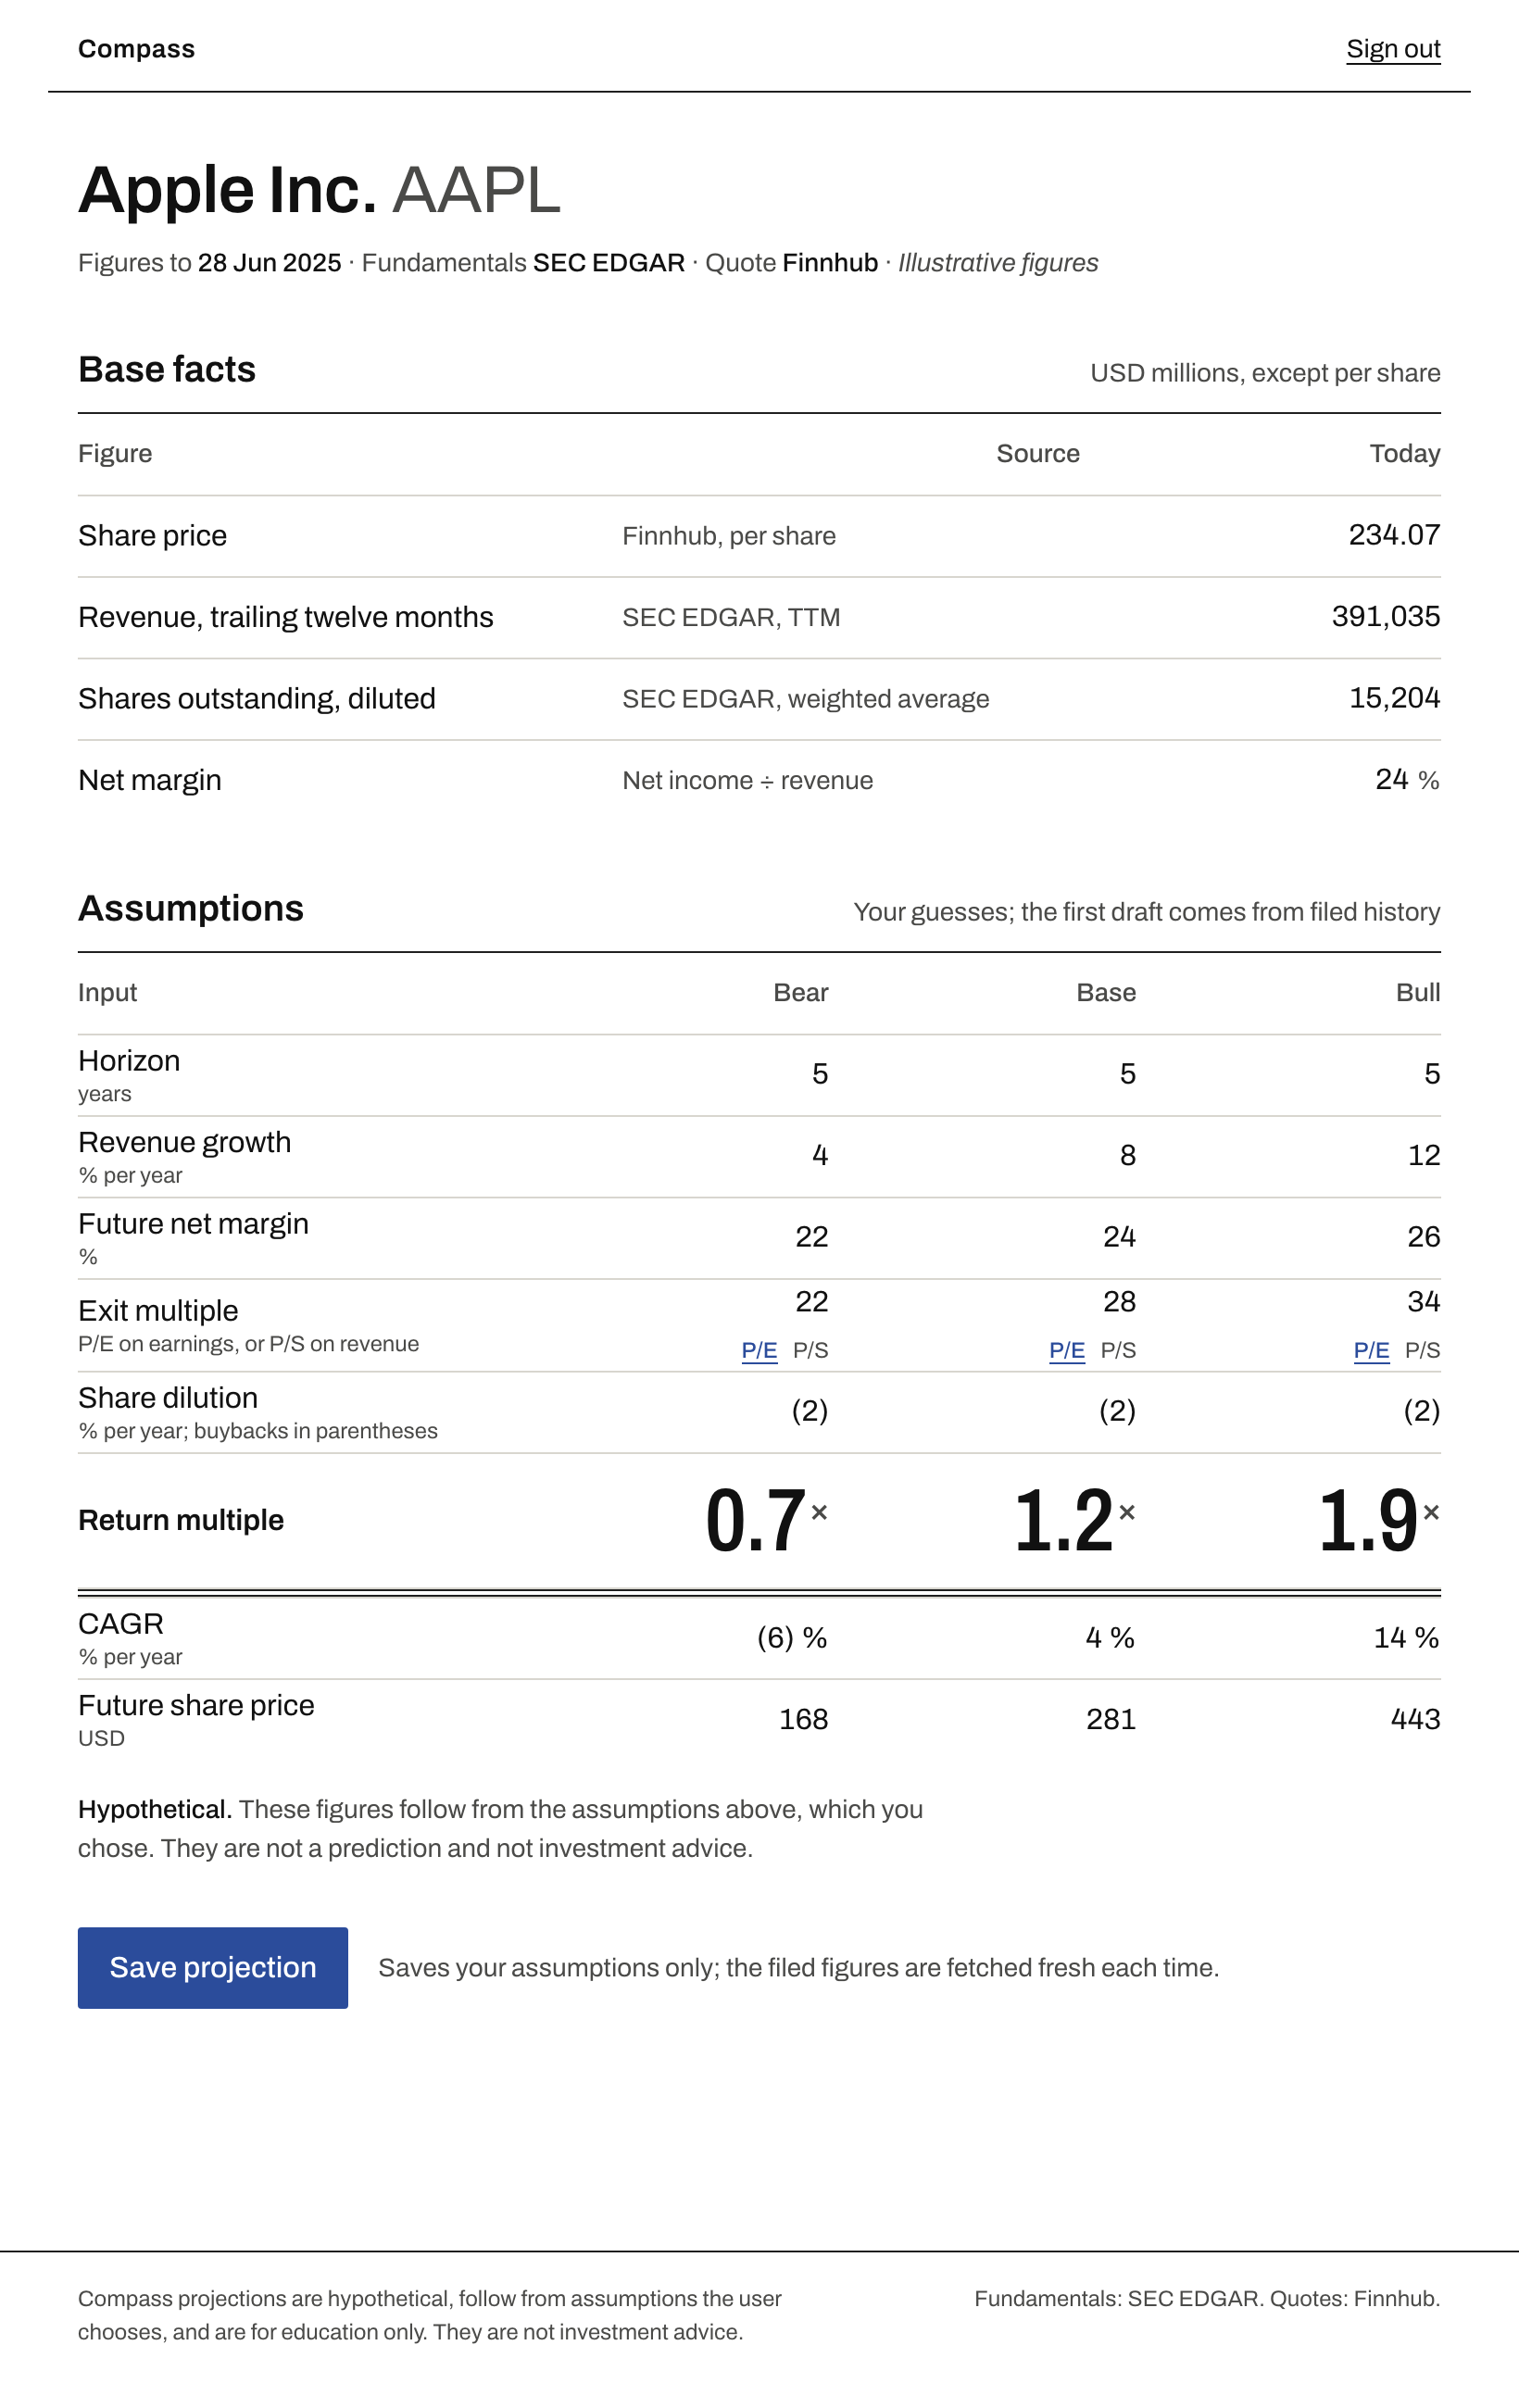 Compass Sign out
Apple Inc. AAPL
Figures to 28 Jun 2025 · Fundamentals SEC EDGAR · Quote Finnhub · Illustrative figures
Base facts USD millions, except per share
Figure Source Today
Share price Finnhub, per share 234.07
Revenue, trailing twelve months SEC EDGAR, TTM 391,035
Shares outstanding, diluted SEC EDGAR, weighted average 15,204
Net margin Net income ÷ revenue 24 %
Assumptions Your guesses; the first draft comes from filed history
Input Bear Base Bull
Horizon 5 5 5
years
Revenue growth 4 8 12
% per year
Future net margin 22 24 26
%
Exit multiple 22 28 34
P/E on earnings, or P/S on revenue P/E P/S P/E P/S P/E P/S
Share dilution (2) (2) (2)
% per year; buybacks in parentheses
Return multiple 0.7× 1.2× 1.9×
CAGR (6) % 4 % 14 %
% per year
Future share price 168 281 443
USD
Hypothetical. These figures follow from the assumptions above, which you
chose. They are not a prediction and not investment advice.
Save projection Saves your assumptions only; the filed figures are fetched fresh each time.
Compass projections are hypothetical, follow from assumptions the user
chooses, and are for education only. They are not investment advice.
Fundamentals: SEC EDGAR. Quotes: Finnhub.